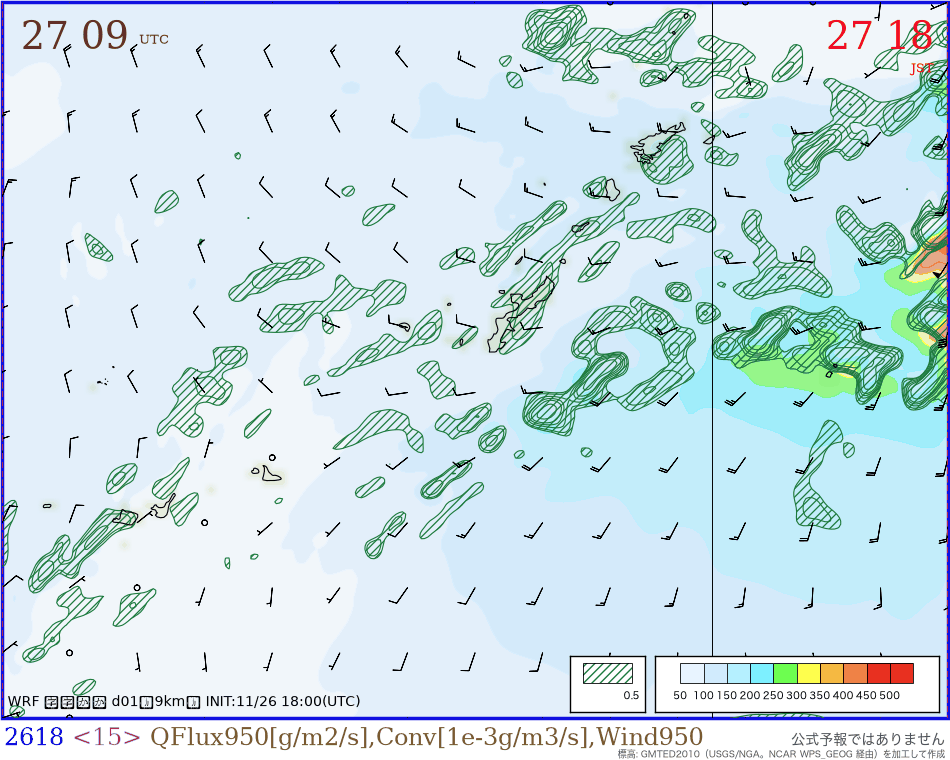 27 09 UTC
27 18
JST
WRF d01 9km INIT:11/26 18:00(UTC)
0.5
50 100 150 200 250 300 350 400 450 500
2618 <15> QFlux950[g/m2/s],Conv[1e-3g/m3/s],Wind950
公式予報ではありません
標高: GMTED2010（USGS/NGA。NCAR WPS_GEOG 経由）を加工して作成